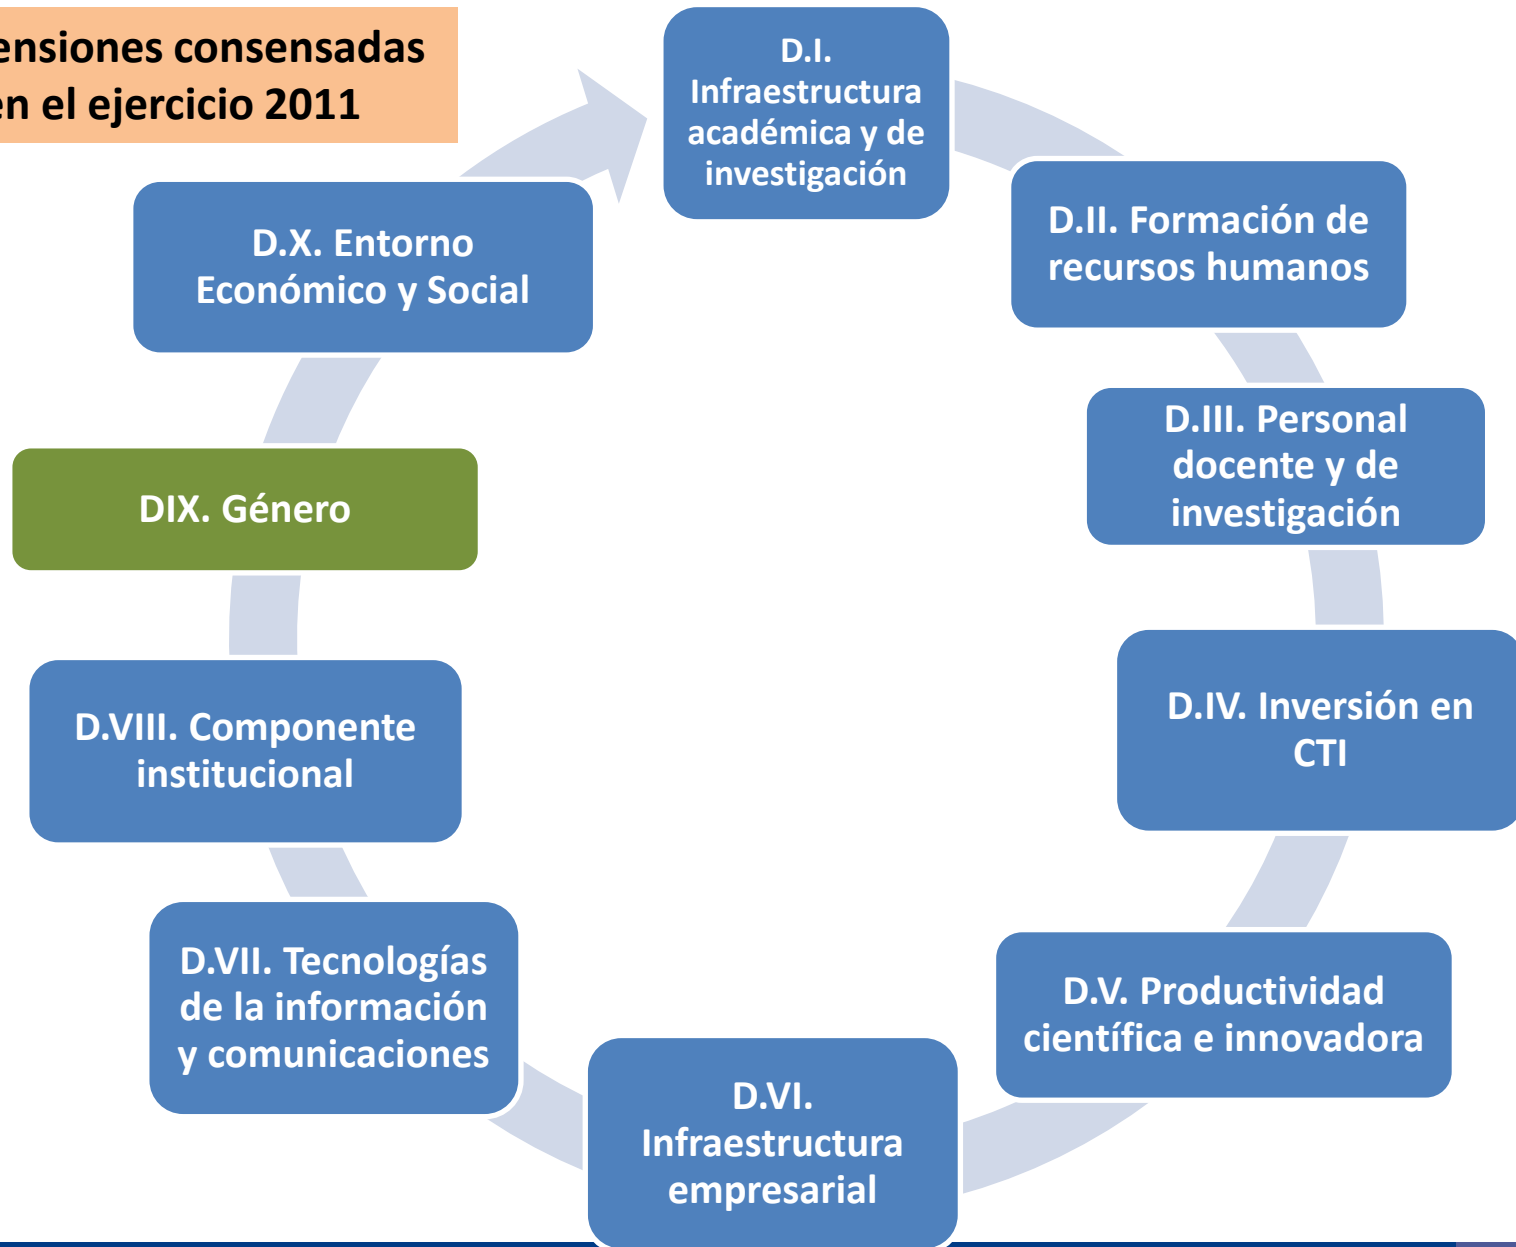 ensiones consensadas
en el ejercicio 2011
D.I.
Infraestructura
académica y de
investigación
D.II. Formación de
recursos humanos
D.III. Personal
docente y de
investigación
D.IV. Inversión en
CTI
D.V. Productividad
científica e innovadora
D.VI.
Infraestructura
empresarial
D.VII. Tecnologías
de la información
y comunicaciones
D.VIII. Componente
institucional
DIX. Género
D.X. Entorno
Económico y Social